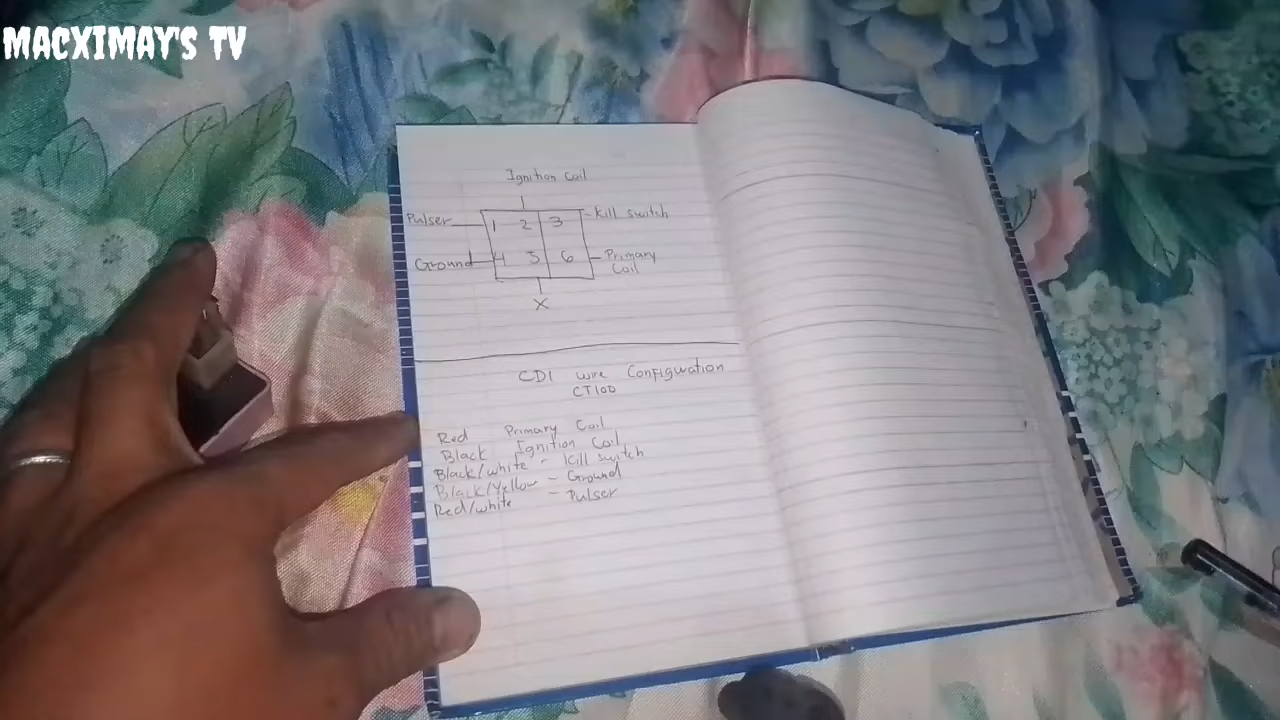 MACXIMAY'S TV
Ignition Coil
Pulser 1 2 3 Kill switch
Ground 4 5 6 Primary Coil
X
CDI wire Configuration
CT100
Red Primary Coil
Black Ignition Coil
Black/white - Kill switch
Black/Yellow - Ground
Red/white - Pulser